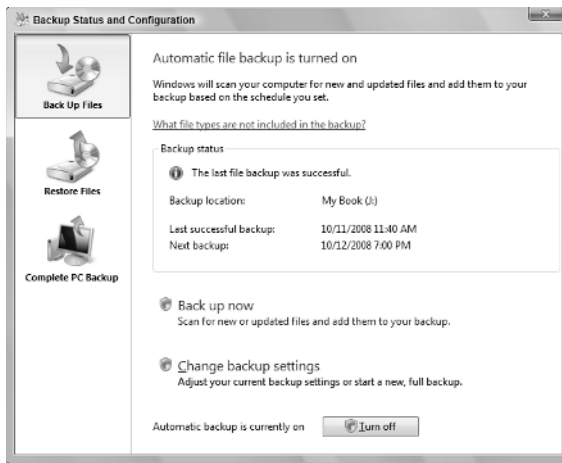 Backup Status and Configuration
Back Up Files
Restore Files
Complete PC Backup
Automatic file backup is turned on
Windows will scan your computer for new and updated files and add them to your
backup based on the schedule you set.
What file types are not included in the backup?
Backup status
The last file backup was successful.
Backup location: My Book (J:)
Last successful backup: 10/11/2008 11:40 AM
Next backup: 10/12/2008 7:00 PM
Back up now
Scan for new or updated files and add them to your backup.
Change backup settings
Adjust your current backup settings or start a new, full backup.
Automatic backup is currently on
Turn off